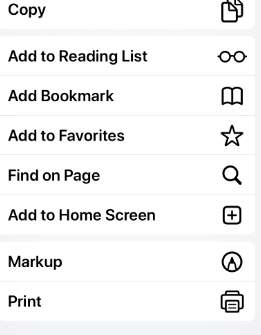 Copy
Add to Reading List
Add Bookmark
Add to Favorites
Find on Page
Add to Home Screen
Markup
Print